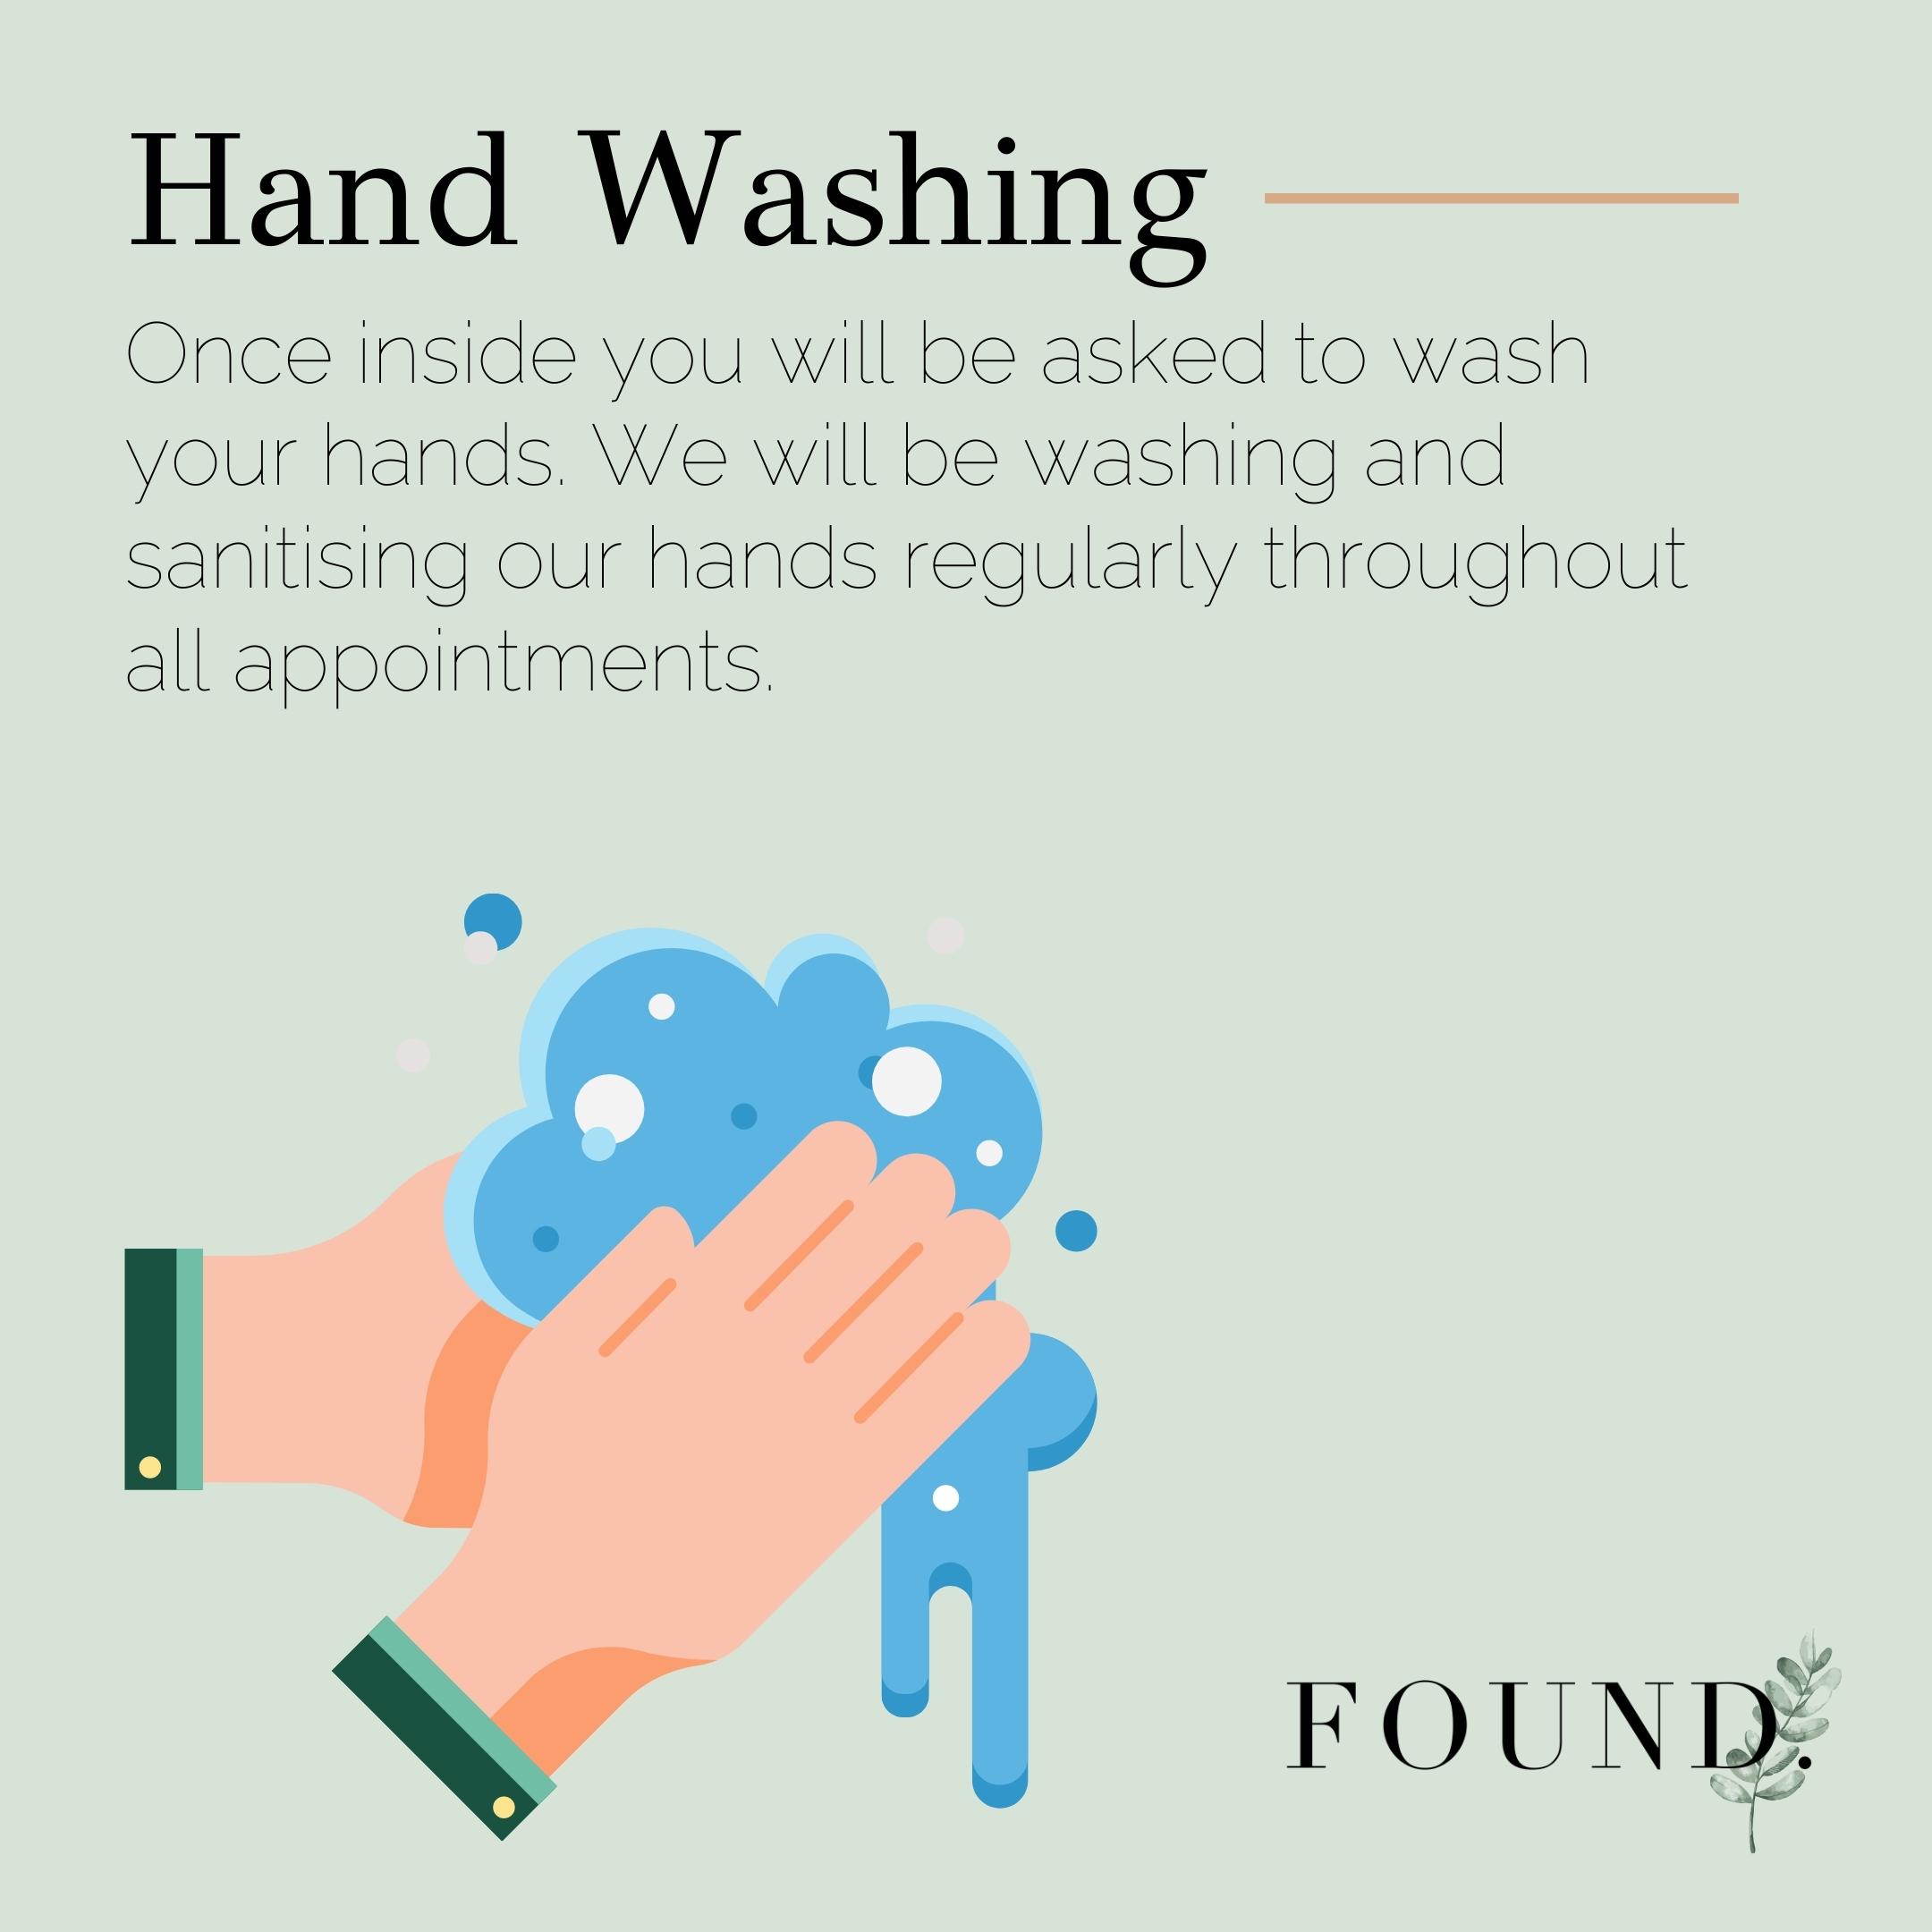 Hand Washing
Once inside you will be asked to wash
your hands. We will be washing and
sanitising our hands regularly throughout
all appointments.
FOUND.